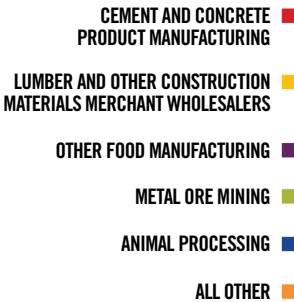 CEMENT AND CONCRETE
PRODUCT MANUFACTURING
LUMBER AND OTHER CONSTRUCTION
MATERIALS MERCHANT WHOLESALERS
OTHER FOOD MANUFACTURING
METAL ORE MINING
ANIMAL PROCESSING
ALL OTHER